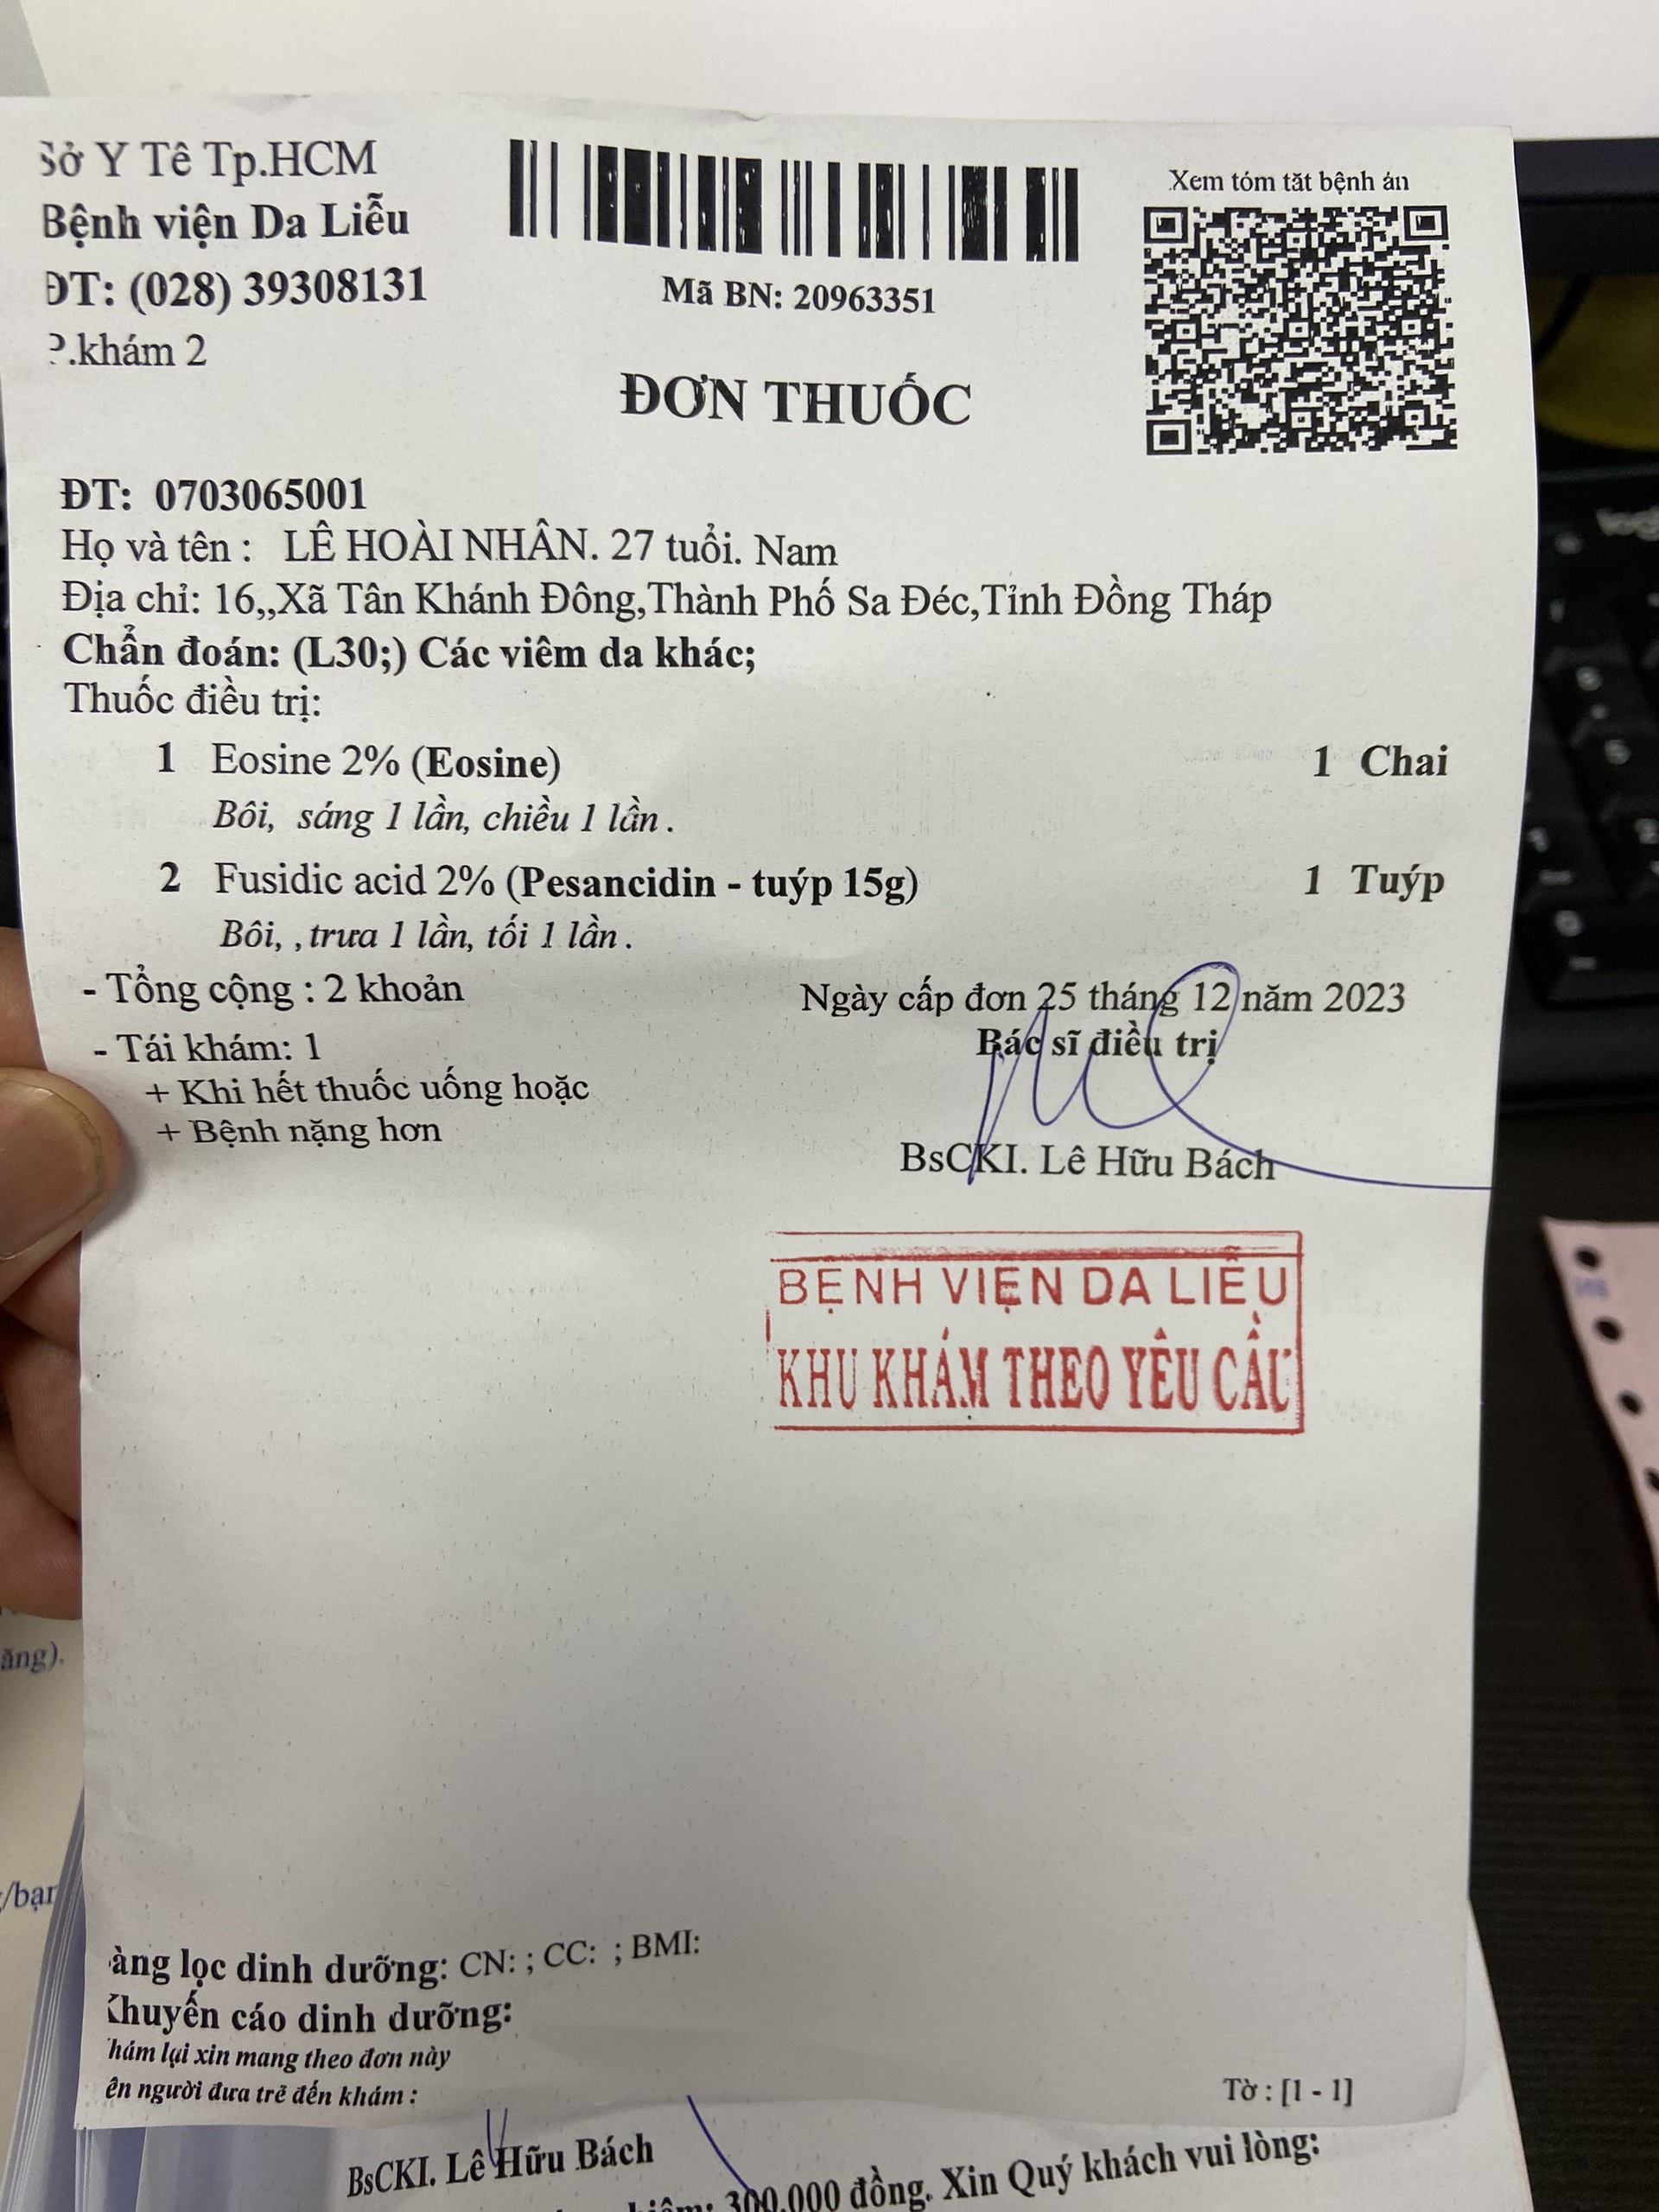 Sở Y Tê Tp.HCM
Bệnh viện Da Liễu
ĐT: (028) 39308131
P.khám 2
Mã BN: 20963351
Xem tóm tăt bệnh án
ĐƠN THUỐC
ĐT: 0703065001
Họ và tên : LÊ HOÀI NHÂN. 27 tuổi. Nam
Địa chỉ: 16,,Xã Tân Khánh Đông,Thành Phố Sa Đéc,Tỉnh Đồng Tháp
Chẩn đoán: (L30;) Các viêm da khác;
Thuốc điều trị:
1 Eosine 2% (Eosine) 1 Chai
Bôi, sáng 1 lần, chiều 1 lần.
2 Fusidic acid 2% (Pesancidin - tuýp 15g) 1 Tuýp
Bôi, , trưa 1 lần, tối 1 lần.
- Tổng cộng : 2 khoản
Ngày cấp đơn 25 tháng 12 năm 2023
Bác sĩ điều trị
- Tái khám: 1
+ Khi hết thuốc uống hoặc
+ Bệnh nặng hơn
BsCKI. Lê Hữu Bách
BỆNH VIỆN DA LIỄU
KHU KHÁM THEO YÊU CẦU
àng lọc dinh dưỡng: CN: ; CC: ; BMI:
Khuyến cáo dinh dưỡng:
hám lại xin mang theo đơn này
ên người đưa trẻ đến khám :
Tờ : [1 - 1]
BsCKI. Lê Hữu Bách
300.000 đồng. Xin Quý khách vui lòng:
ăng).
/bạn